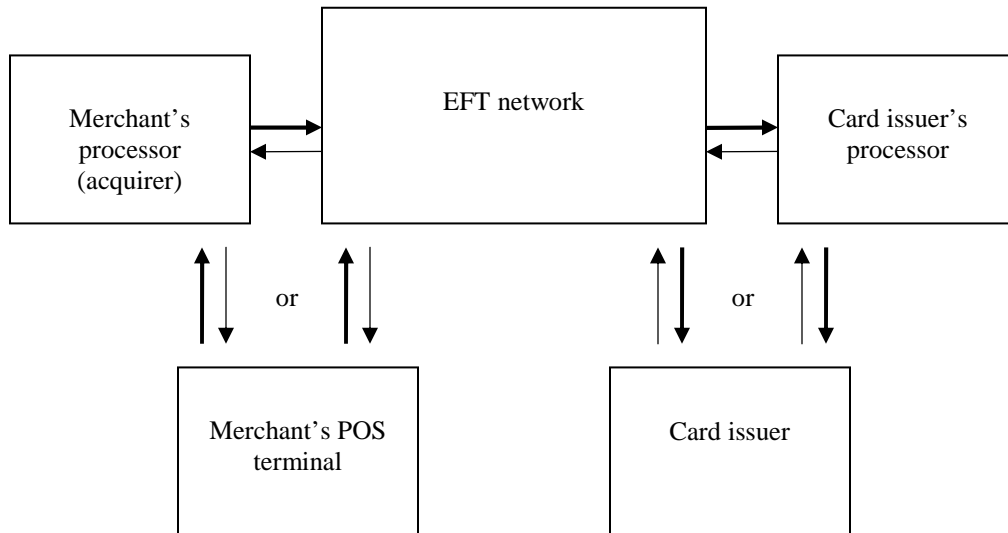 EFT network
Merchant’s
processor
(acquirer)
Card issuer’s
processor
or
or
Merchant’s POS
terminal
Card issuer